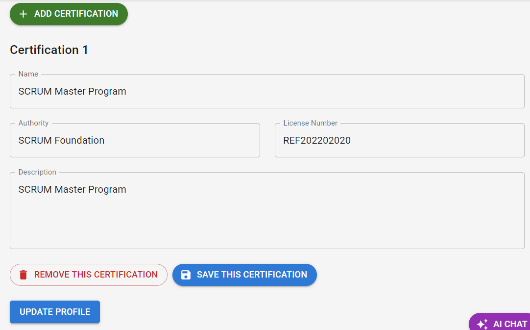 ADD CERTIFICATION
Certification 1
Name
SCRUM Master Program
Authority
License Number
SCRUM Foundation
REF202202020
Description
SCRUM Master Program
REMOVE THIS CERTIFICATION
SAVE THIS CERTIFICATION
UPDATE PROFILE
AI CHAT